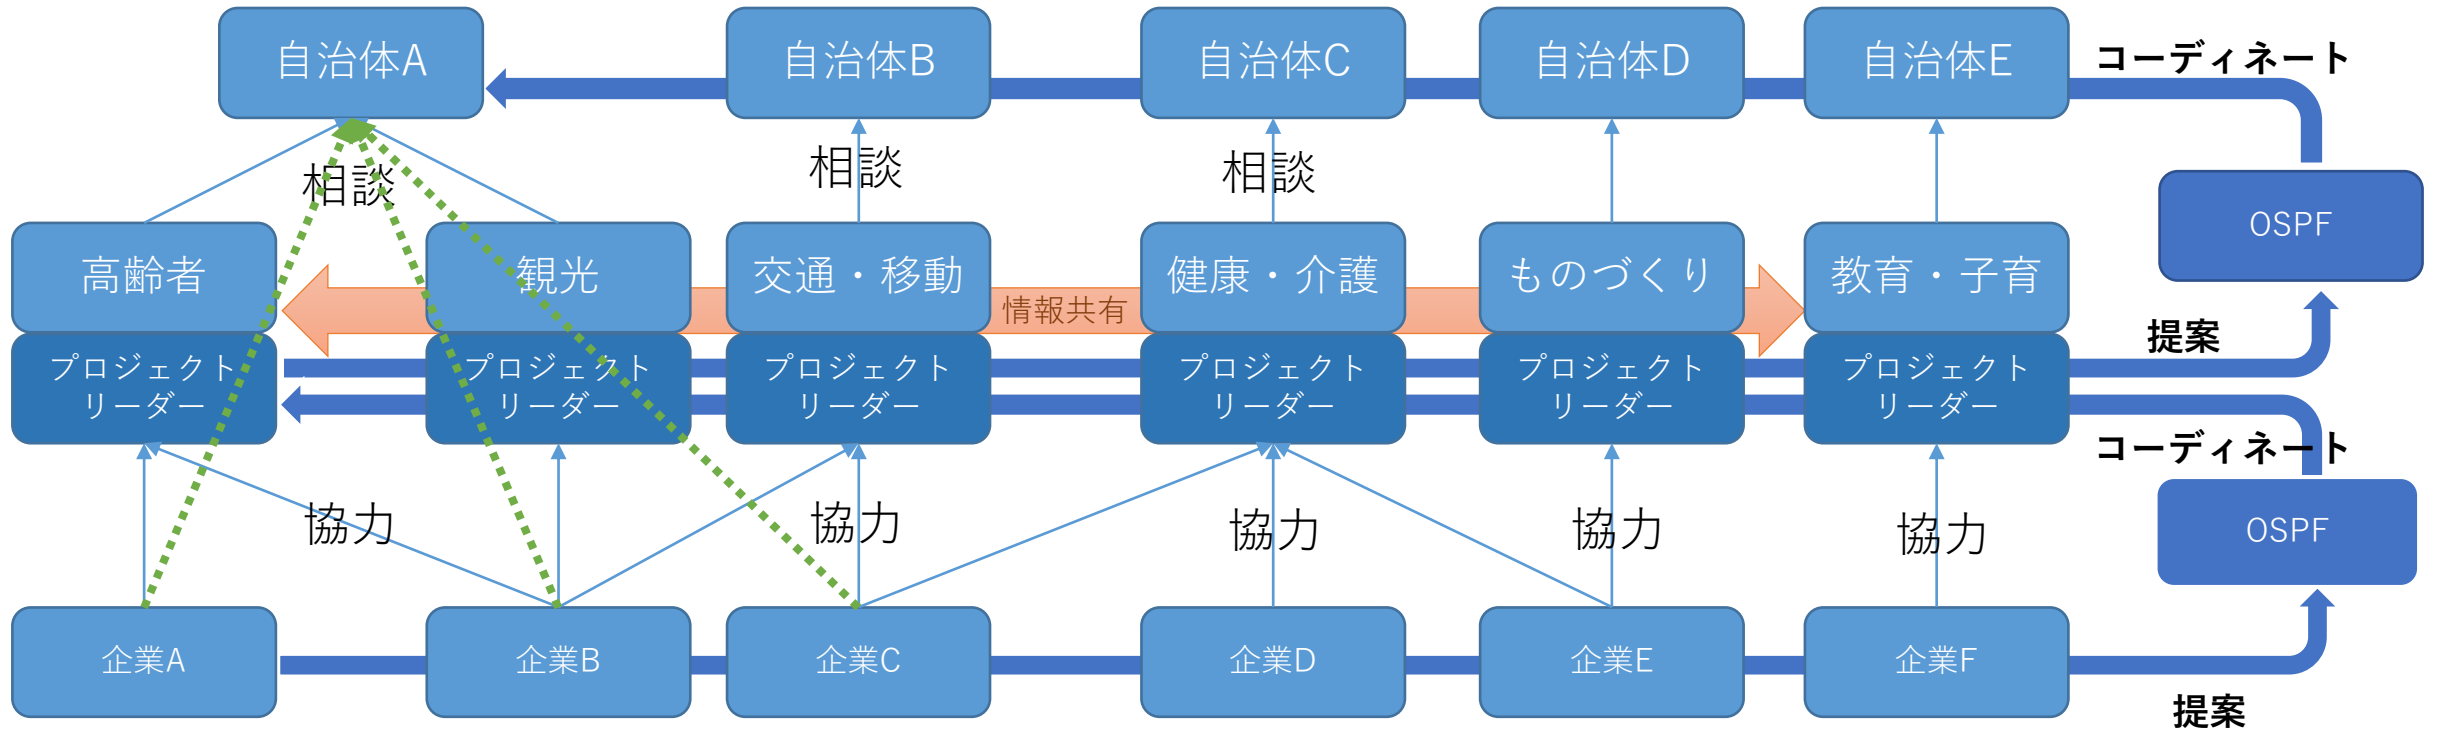 自治体A
自治体B
自治体C
自治体D
自治体E
コーディネート
相談
相談
相談
OSPF
高齢者
観光
交通・移動
健康・介護
ものづくり
教育・子育
情報共有
提案
プロジェクト
リーダー
プロジェクト
リーダー
プロジェクト
リーダー
プロジェクト
リーダー
プロジェクト
リーダー
プロジェクト
リーダー
コーディネート
協力
協力
協力
協力
協力
OSPF
企業A
企業B
企業C
企業D
企業E
企業F
提案